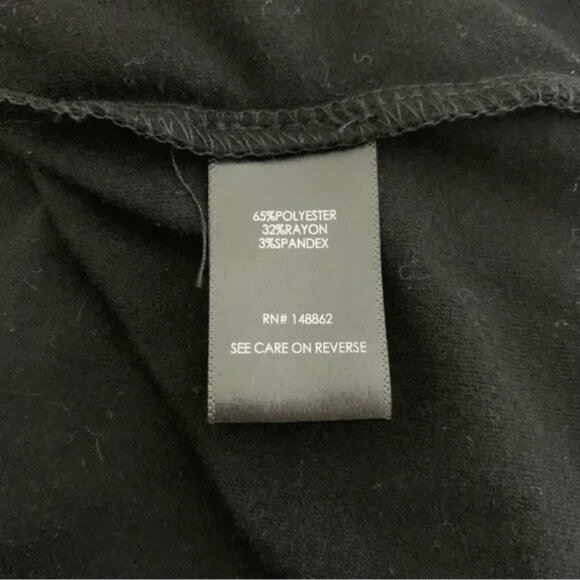 65%POLYESTER
32%RAYON
3%SPANDEX
RN# 148862
SEE CARE ON REVERSE